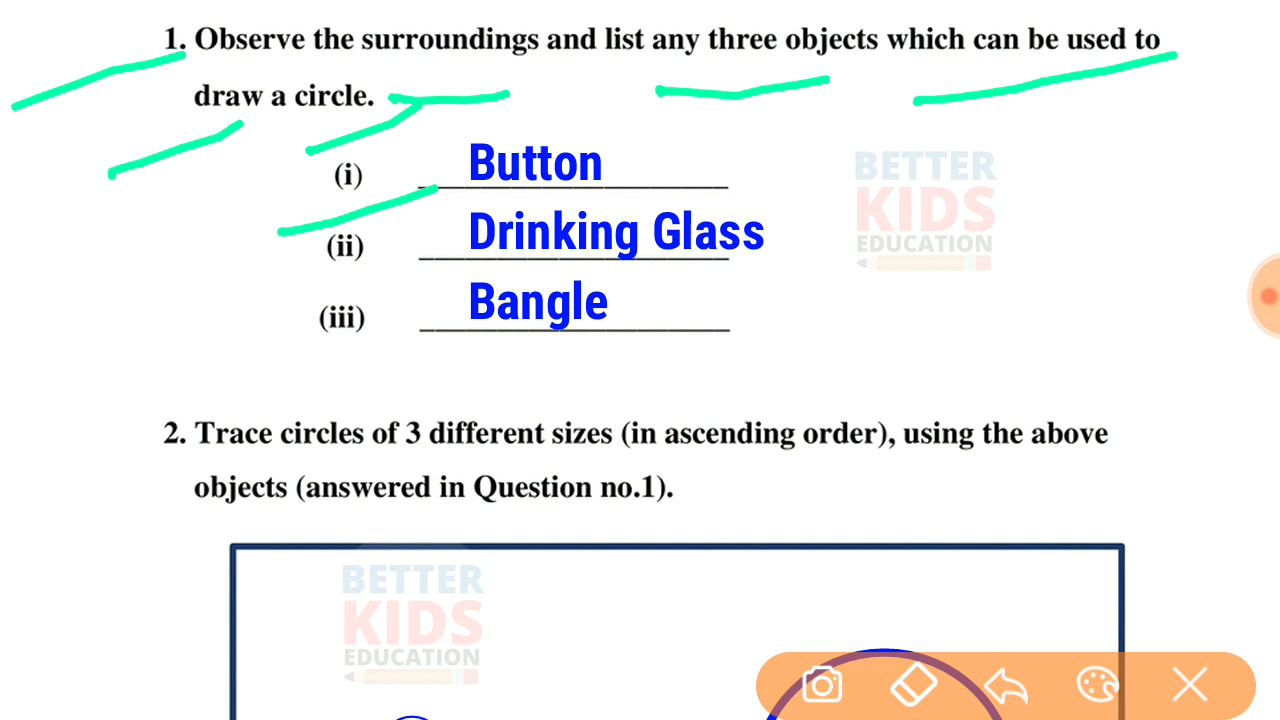 1. Observe the surroundings and list any three objects which can be used to
draw a circle.
(i) Button
(ii) Drinking Glass
(iii) Bangle
BETTER
KIDS
EDUCATION
2. Trace circles of 3 different sizes (in ascending order), using the above
objects (answered in Question no.1).
BETTER
KIDS
EDUCATION